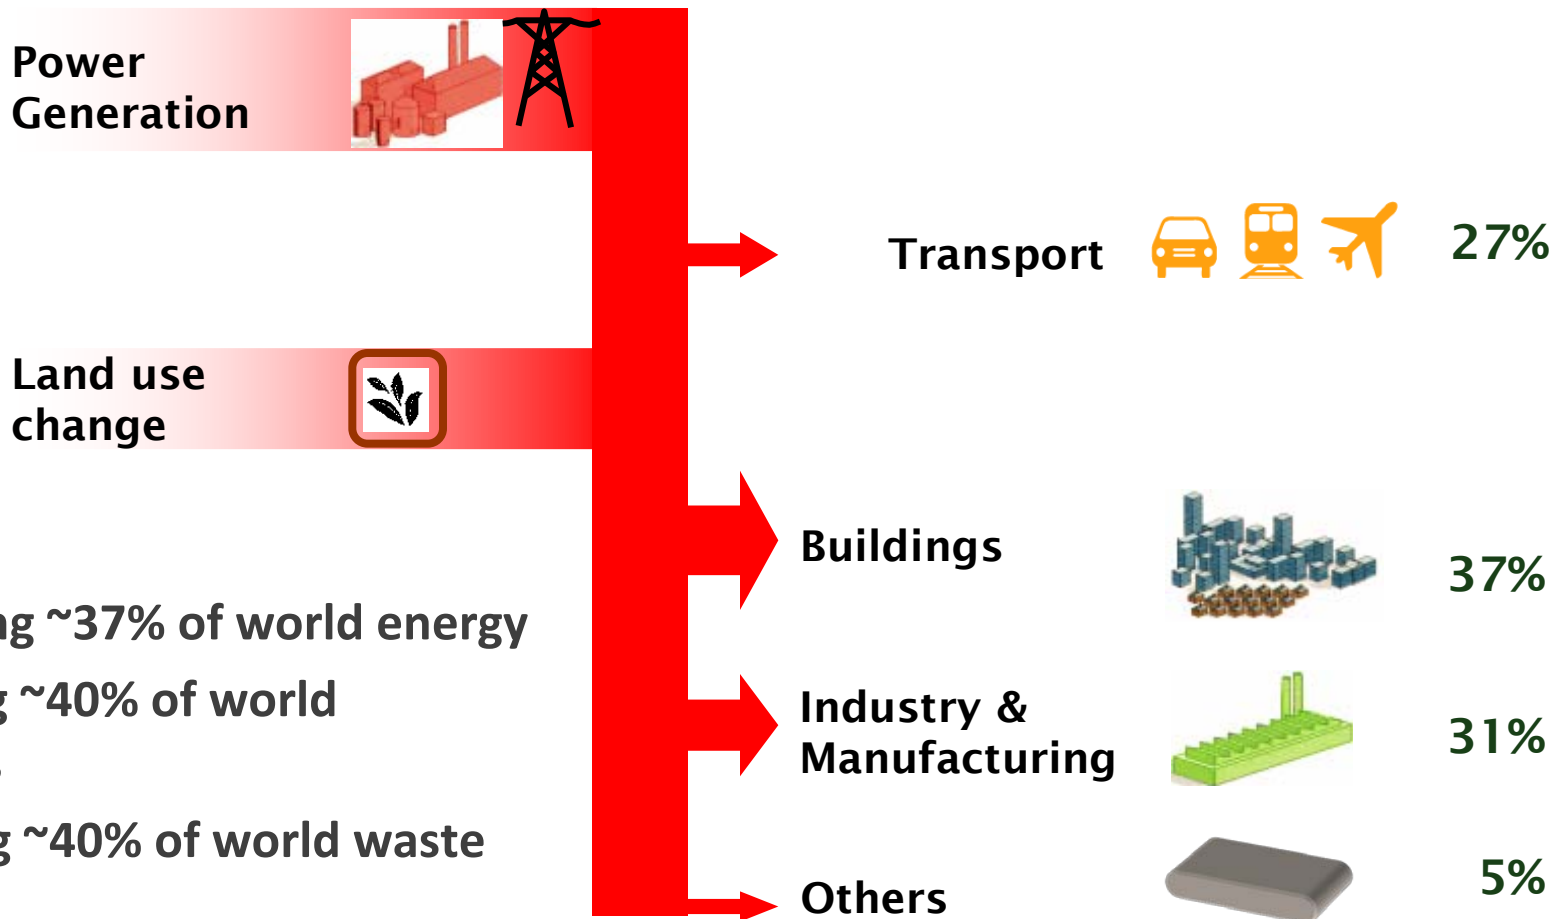 Power
Generation
Transport
27%
Land use
change
Buildings
37%
~37% of world energy
~40% of world
Industry &
Manufacturing
31%
~40% of world waste
Others
5%